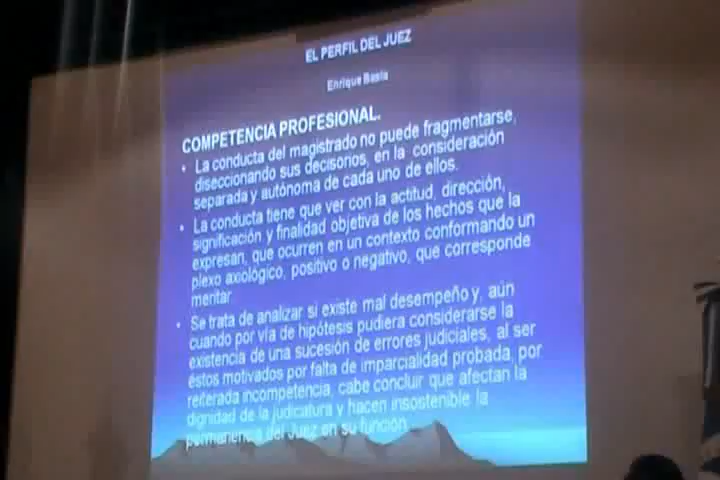 EL PERFIL DEL JUEZ
Enrique Basla
COMPETENCIA PROFESIONAL.
• La conducta del magistrado no puede fragmentarse,
diseccionando sus decisorios, en la consideración
separada y autónoma de cada uno de ellos.
• La conducta tiene que ver con la actitud, dirección,
significación y finalidad objetiva de los hechos que la
expresan, que ocurren en un contexto conformando un
plexo axiológico, positivo o negativo, que corresponde
meritar
• Se trata de analizar si existe mal desempeño y, aún
cuando por vía de hipótesis pudiera considerarse la
existencia de una sucesión de errores judiciales, al ser
éstos motivados por falta de imparcialidad probada, por
reiterada incompetencia, cabe concluir que afectan la
dignidad de la judicatura y hacen insostenible la
permanencia del Juez en su función.